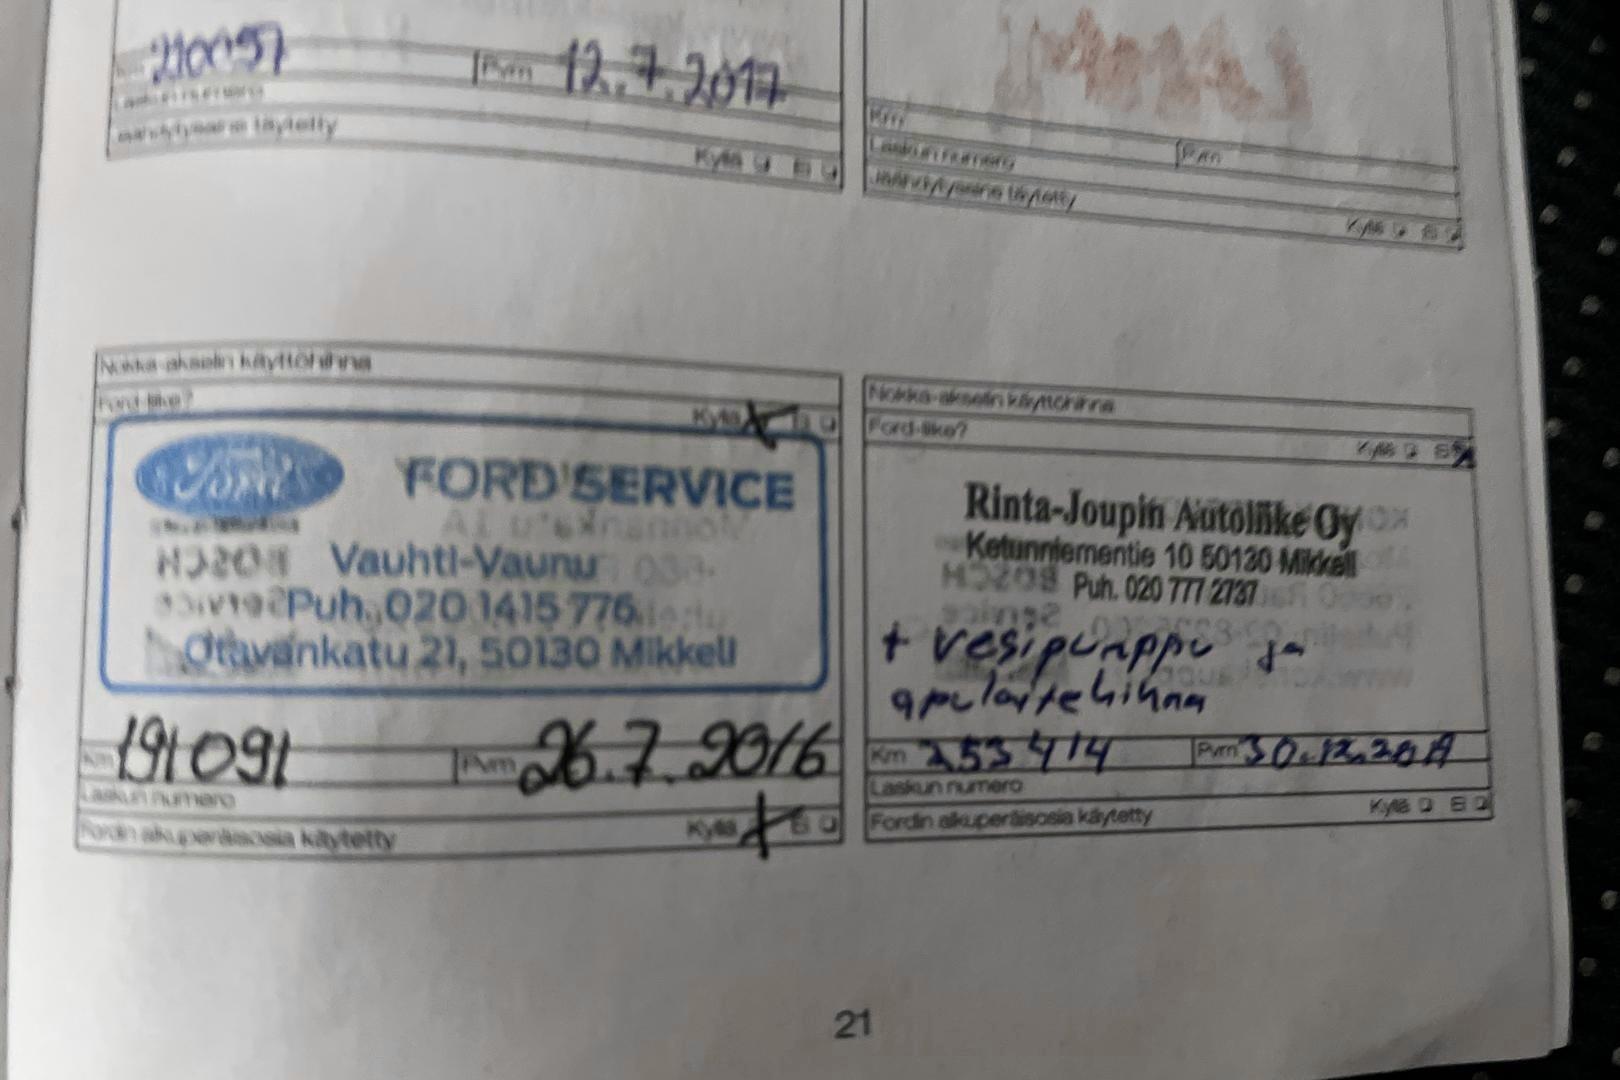 210057 Pvm 12.7.2017
Laskun numero
Jäähdytysaine täytetty
Kyllä Ei
Km
Laskun numero Pvm
Jäähdytysaine täytetty
Kyllä Ei
Nokka-akselin käyttöhihna
Ford-liike?
Kyllä Ei
Ford FORD SERVICE
Vauhti-Vaunu
Puh. 020 1415 776
Otavankatu 21, 50130 Mikkeli
Km 191091 Pvm 26.7.2016
Laskun numero
Fordin alkuperäisosia käytetty Kyllä Ei
Nokka-akselin käyttöhihna
Ford-liike?
Kyllä Ei
Rinta-Joupin Autoliike Oy
Ketunniementie 10 50130 Mikkeli
Puh. 020 777 2737
+ vesipumppu ja
apulaitehihna
Km 253414 Pvm 30.12.
Laskun numero
Fordin alkuperäisosia käytetty Kyllä Ei
21